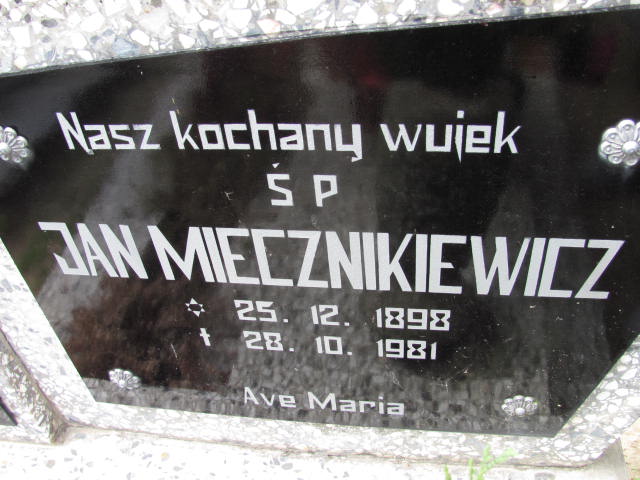 Nasz kochany wujek
Ś P
JAN MIECZNIKIEWICZ
✡ 25. 12. 1898
† 28. 10. 1981
Ave Maria